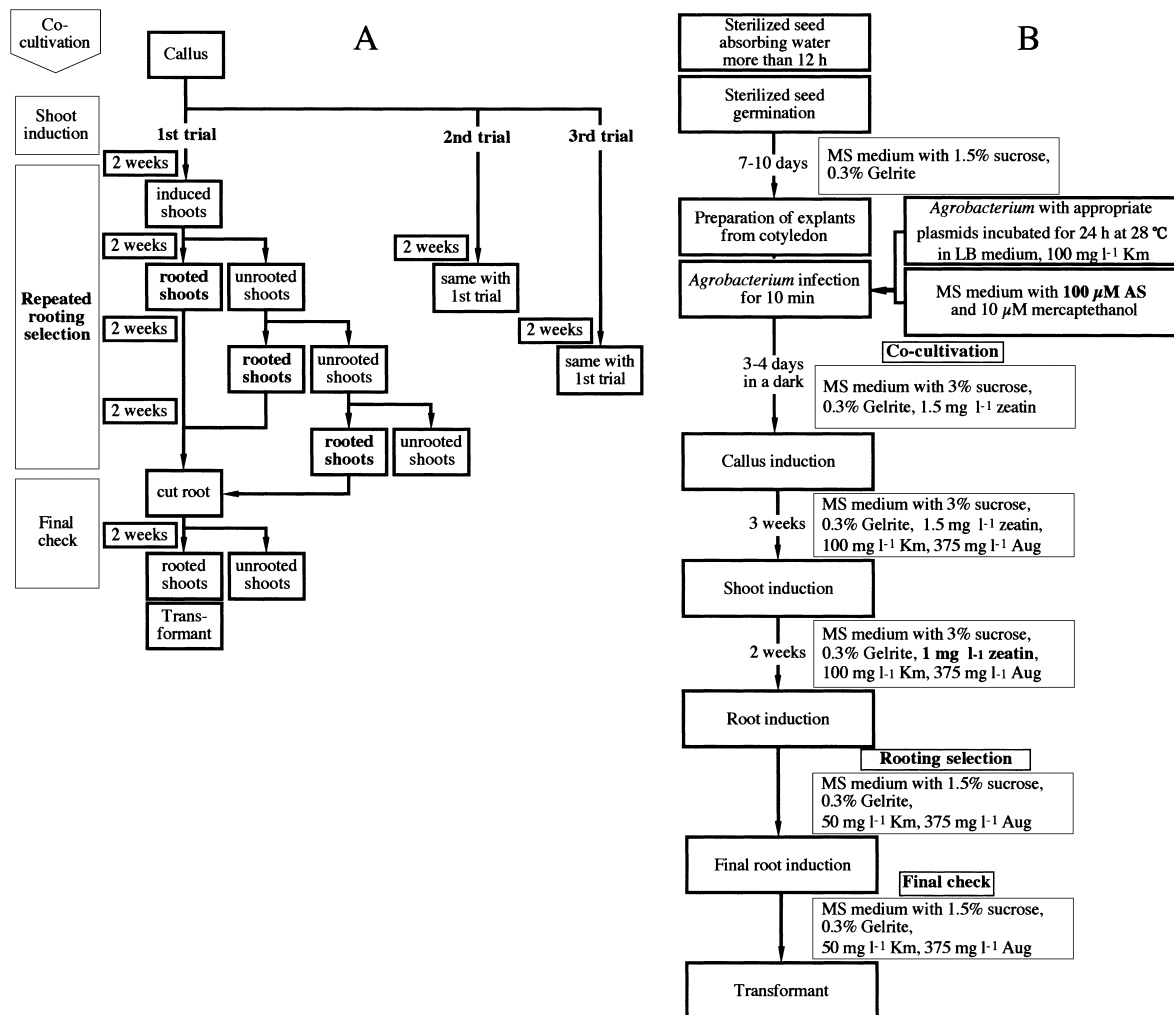 A
Co-
cultivation
Shoot
induction
Repeated
rooting
selection
Final
check
Callus
1st trial
2nd trial
3rd trial
2 weeks
induced
shoots
2 weeks
rooted
shoots
unrooted
shoots
2 weeks
same with
1st trial
2 weeks
rooted
shoots
unrooted
shoots
2 weeks
same with
1st trial
2 weeks
rooted
shoots
unrooted
shoots
cut root
2 weeks
rooted
shoots
unrooted
shoots
Trans-
formant
B
Sterilized seed
absorbing water
more than 12 h
Sterilized seed
germination
7-10 days
MS medium with 1.5% sucrose,
0.3% Gelrite
Preparation of explants
from cotyledon
Agrobacterium with appropriate
plasmids incubated for 24 h at 28 ℃
in LB medium, 100 mg l-1 Km
Agrobacterium infection
for 10 min
MS medium with 100 µM AS
and 10 µM mercaptethanol
Co-cultivation
3-4 days
in a dark
MS medium with 3% sucrose,
0.3% Gelrite, 1.5 mg l-1 zeatin
Callus induction
3 weeks
MS medium with 3% sucrose,
0.3% Gelrite, 1.5 mg l-1 zeatin,
100 mg l-1 Km, 375 mg l-1 Aug
Shoot induction
2 weeks
MS medium with 3% sucrose,
0.3% Gelrite, 1 mg l-1 zeatin,
100 mg l-1 Km, 375 mg l-1 Aug
Root induction
Rooting selection
MS medium with 1.5% sucrose,
0.3% Gelrite,
50 mg l-1 Km, 375 mg l-1 Aug
Final root induction
Final check
MS medium with 1.5% sucrose,
0.3% Gelrite,
50 mg l-1 Km, 375 mg l-1 Aug
Transformant